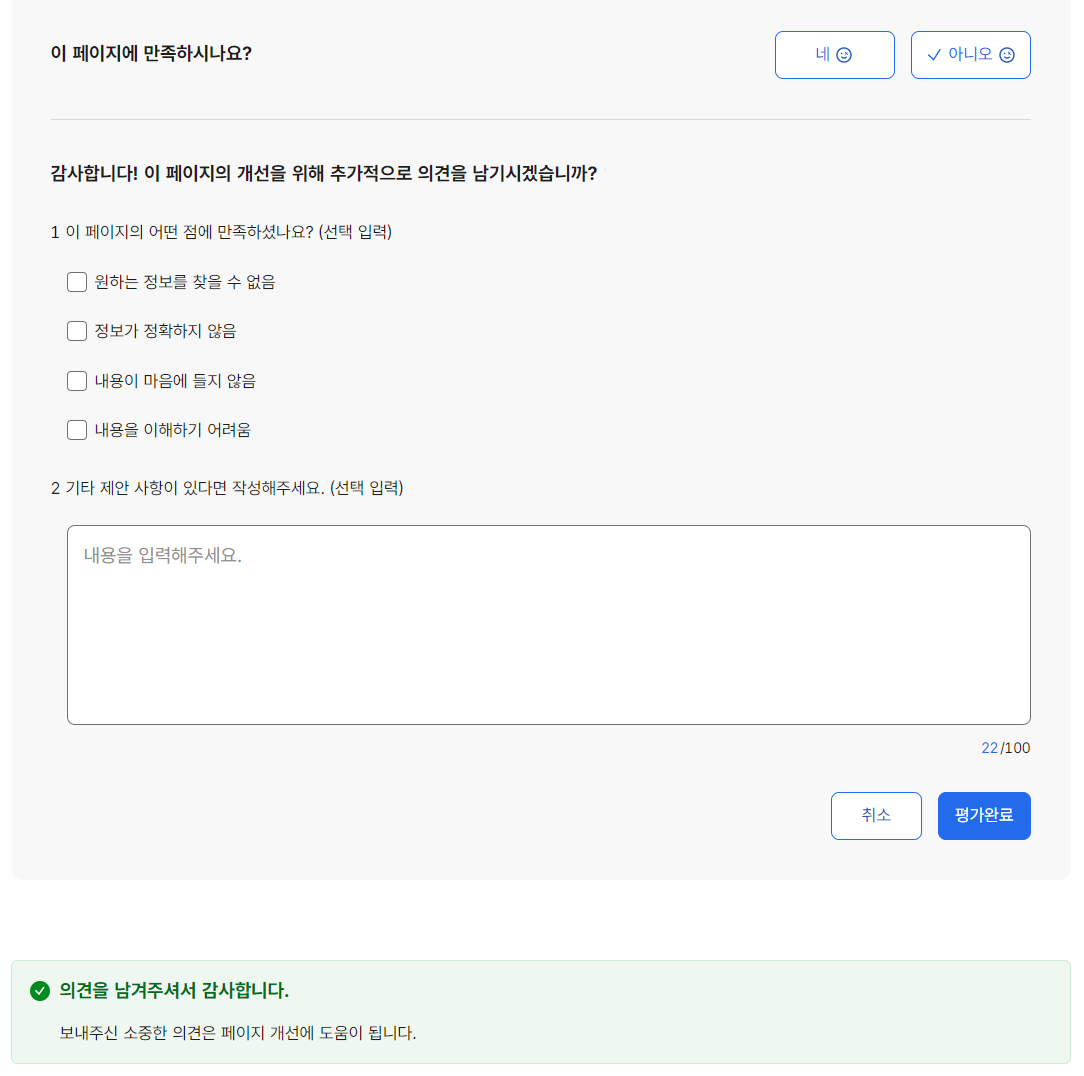 이 페이지에 만족하시나요?
네
아니오
감사합니다! 이 페이지의 개선을 위해 추가적으로 의견을 남기시겠습니까?
1 이 페이지의 어떤 점에 만족하셨나요? (선택 입력)
원하는 정보를 찾을 수 없음
정보가 정확하지 않음
내용이 마음에 들지 않음
내용을 이해하기 어려움
2 기타 제안 사항이 있다면 작성해주세요. (선택 입력)
내용을 입력해주세요.
22/100
취소
평가완료
의견을 남겨주셔서 감사합니다.
보내주신 소중한 의견은 페이지 개선에 도움이 됩니다.